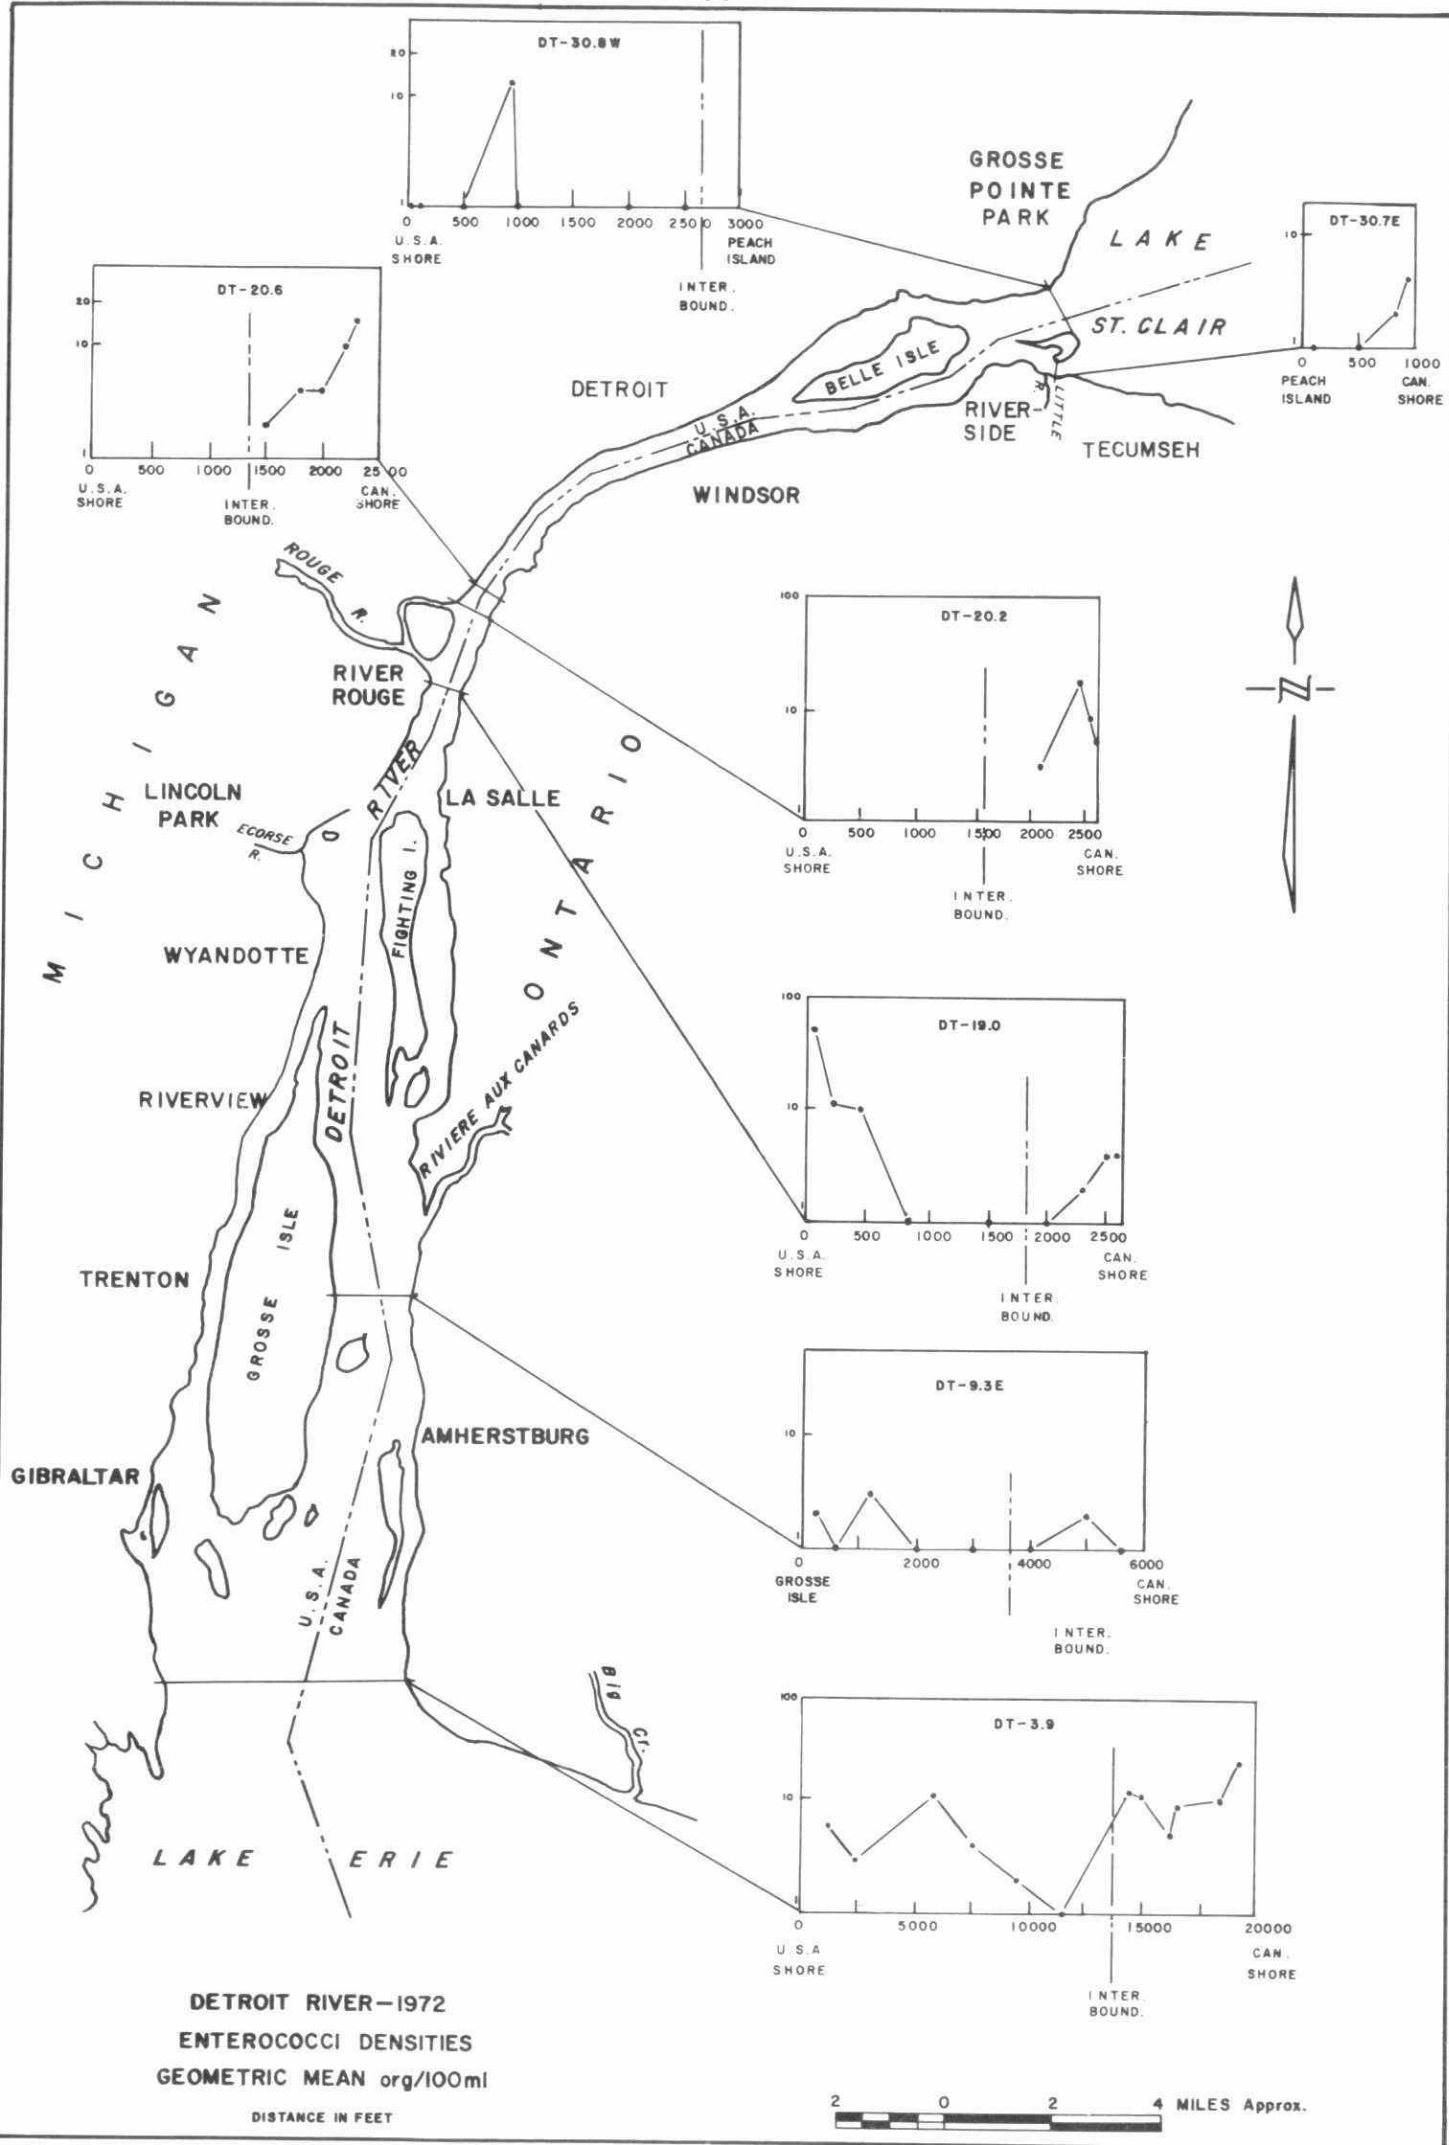 DT-30.8W
20
10
1
0 500 1000 1500 2000 2500 3000
U.S.A. SHORE
PEACH ISLAND
INTER. BOUND.
DT-30.7E
10
1
0 500 1000
PEACH ISLAND
CAN. SHORE
DT-20.6
20
10
1
0 500 1000 1500 2000 2500
U.S.A. SHORE
INTER. BOUND.
CAN. SHORE
GROSSE
POINTE
PARK
LAKE
ST. CLAIR
BELLE ISLE
DETROIT
U.S.A.
CANADA
RIVER-
SIDE
LITTLE R.
TECUMSEH
WINDSOR
ROUGE R.
MICHIGAN
RIVER
ROUGE
DT-20.2
100
10
1
0 500 1000 1500 2000 2500
U.S.A. SHORE
CAN. SHORE
INTER. BOUND.
N
ONTARIO
LINCOLN
PARK
ECORSE R.
DETROIT RIVER
LA SALLE
FIGHTING I.
WYANDOTTE
RIVIERE AUX CANARDS
RIVERVIEW
DT-19.0
100
10
1
0 500 1000 1500 2000 2500
U.S.A. SHORE
CAN. SHORE
INTER. BOUND.
GROSSE ISLE
TRENTON
DT-9.3E
10
1
0 2000 4000 6000
GROSSE ISLE
CAN. SHORE
INTER. BOUND.
AMHERSTBURG
GIBRALTAR
U.S.A.
CANADA
Big Cr.
DT-3.9
100
10
1
0 5000 10000 15000 20000
U.S.A SHORE
CAN. SHORE
INTER. BOUND.
LAKE ERIE
DETROIT RIVER-1972
ENTEROCOCCI DENSITIES
GEOMETRIC MEAN org/100ml
DISTANCE IN FEET
2 0 2 4 MILES Approx.